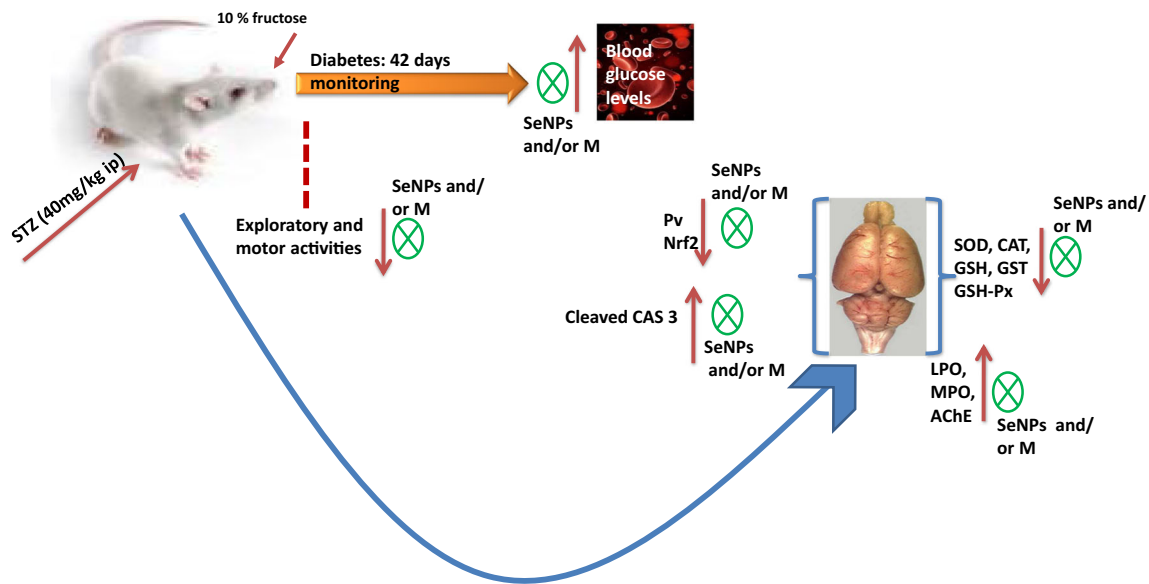 10 % fructose
Diabetes: 42 days
monitoring
Blood
glucose
levels
SeNPs
and/or M
STZ (40mg/kg ip)
Exploratory and
motor activities
SeNPs and/
or M
SeNPs
and/or M
Pv
Nrf2
Cleaved CAS 3
SeNPs
and/or M
SeNPs and/
or M
SOD, CAT,
GSH, GST
GSH-Px
LPO,
MPO,
AChE
SeNPs and/
or M